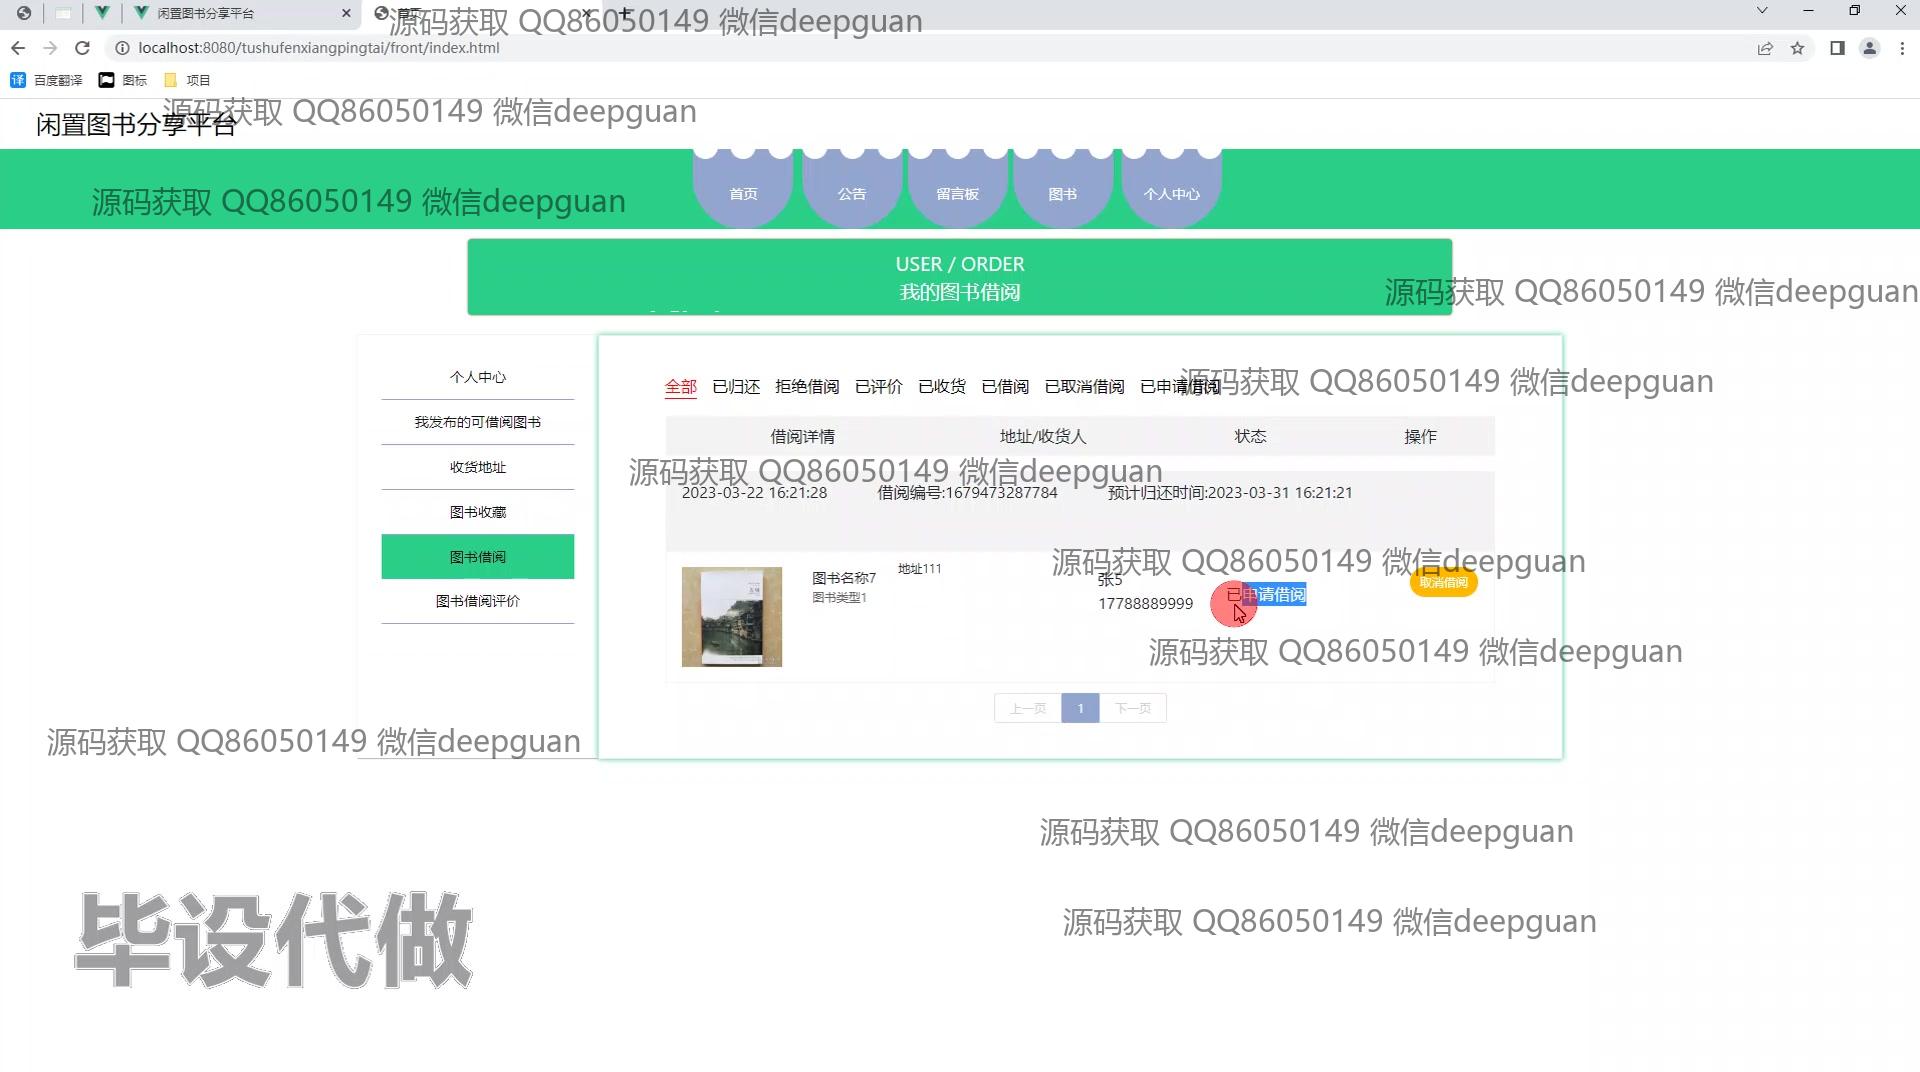 闲置图书分享平台
首页
源码获取 QQ86050149 微信deepguan
localhost:8080/tushufenxiangpingtai/front/index.html
译 百度翻译 图标 项目
源码获取 QQ86050149 微信deepguan
闲置图书分享平台
首页 公告 留言板 图书 个人中心
源码获取 QQ86050149 微信deepguan
USER / ORDER
我的图书借阅
源码获取 QQ86050149 微信deepguan
个人中心
我发布的可借阅图书
收货地址
图书收藏
图书借阅
图书借阅评价
全部 已归还 拒绝借阅 已评价 已收货 已借阅 已取消借阅 已申请借阅
源码获取 QQ86050149 微信deepguan
借阅详情 地址/收货人 状态 操作
源码获取 QQ86050149 微信deepguan
2023-03-22 16:21:28 借阅编号:1679473287784 预计归还时间:2023-03-31 16:21:21
源码获取 QQ86050149 微信deepguan
图书名称7 地址111 张5 已申请借阅 取消借阅
图书类型1 17788889999
源码获取 QQ86050149 微信deepguan
上一页 1 下一页
源码获取 QQ86050149 微信deepguan
源码获取 QQ86050149 微信deepguan
源码获取 QQ86050149 微信deepguan
毕设代做